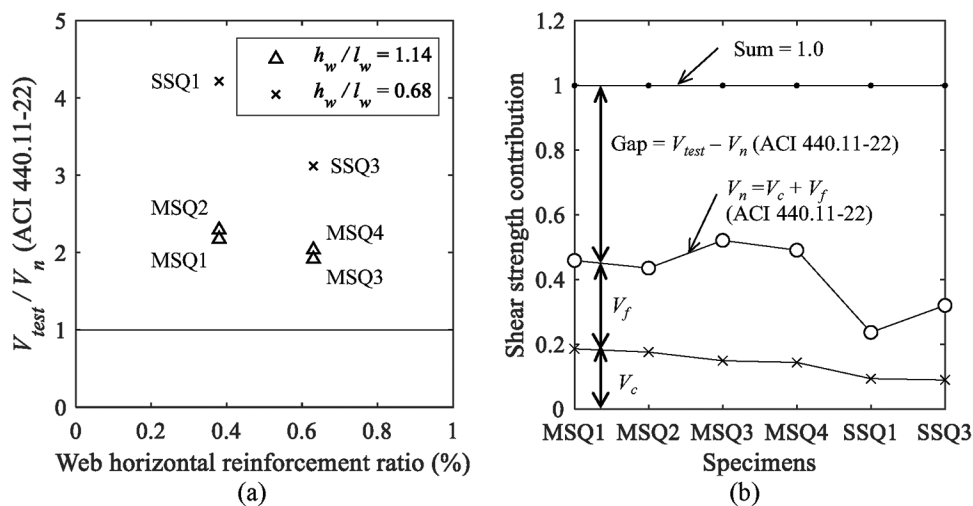 V_test / V_n (ACI 440.11-22)
5
4
3
2
1
0
h_w / l_w = 1.14
h_w / l_w = 0.68
SSQ1
SSQ3
MSQ2
MSQ4
MSQ1
MSQ3
0 0.2 0.4 0.6 0.8 1
Web horizontal reinforcement ratio (%)
(a)
Shear strength contribution
1.2
1
0.8
0.6
0.4
0.2
0
Sum = 1.0
Gap = V_test − V_n (ACI 440.11-22)
V_n =V_c + V_f
(ACI 440.11-22)
V_f
V_c
MSQ1 MSQ2 MSQ3 MSQ4 SSQ1 SSQ3
Specimens
(b)